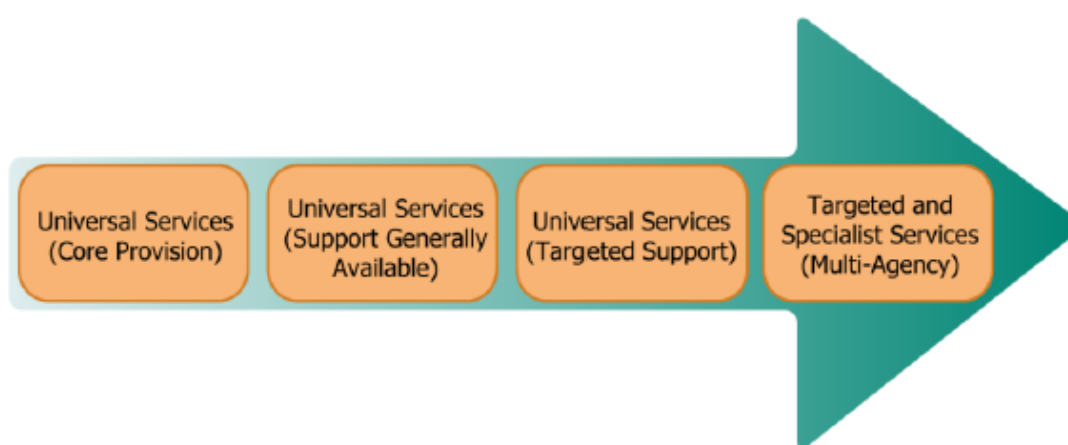 Universal Services
(Core Provision)
Universal Services
(Support Generally
Available)
Universal Services
(Targeted Support)
Targeted and
Specialist Services
(Multi-Agency)